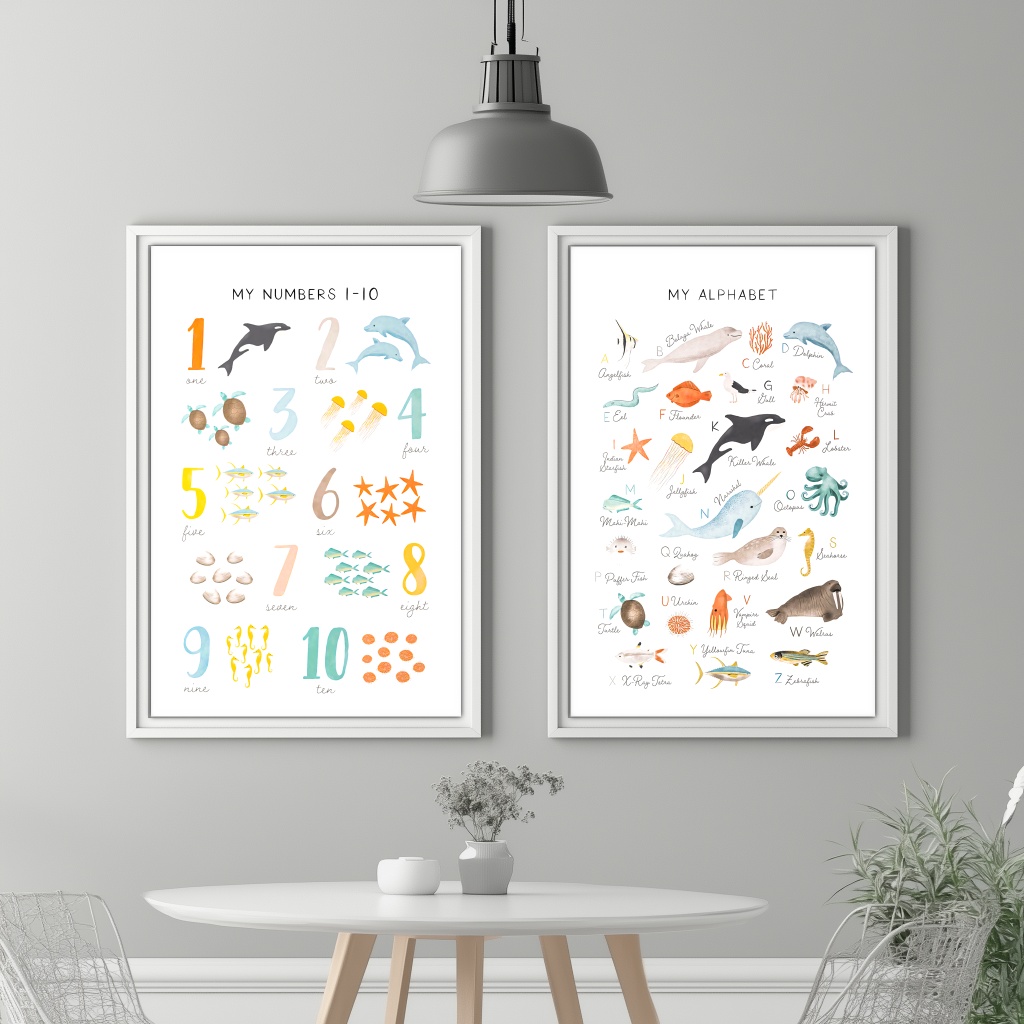 MY NUMBERS 1-10
1
one
2
two
3
three
4
four
5
five
6
six
7
seven
8
eight
9
nine
10
ten
MY ALPHABET
A
Angelfish
B Beluga Whale
C Coral
D Dolphin
E Eel
F Flounder
G
Gull
H
Hermit
Crab
I
Indian
Starfish
J
Jellyfish
K
Killer Whale
L
Lobster
M
Mahi-Mahi
N Narwhal
O
Octopus
P Puffer Fish
Q Quahog
R Ringed Seal
S
Seahorse
T
Turtle
U Urchin
V
Vampire
Squid
W Walrus
X X-Ray Tetra
Y Yellowfin Tuna
Z Zebrafish